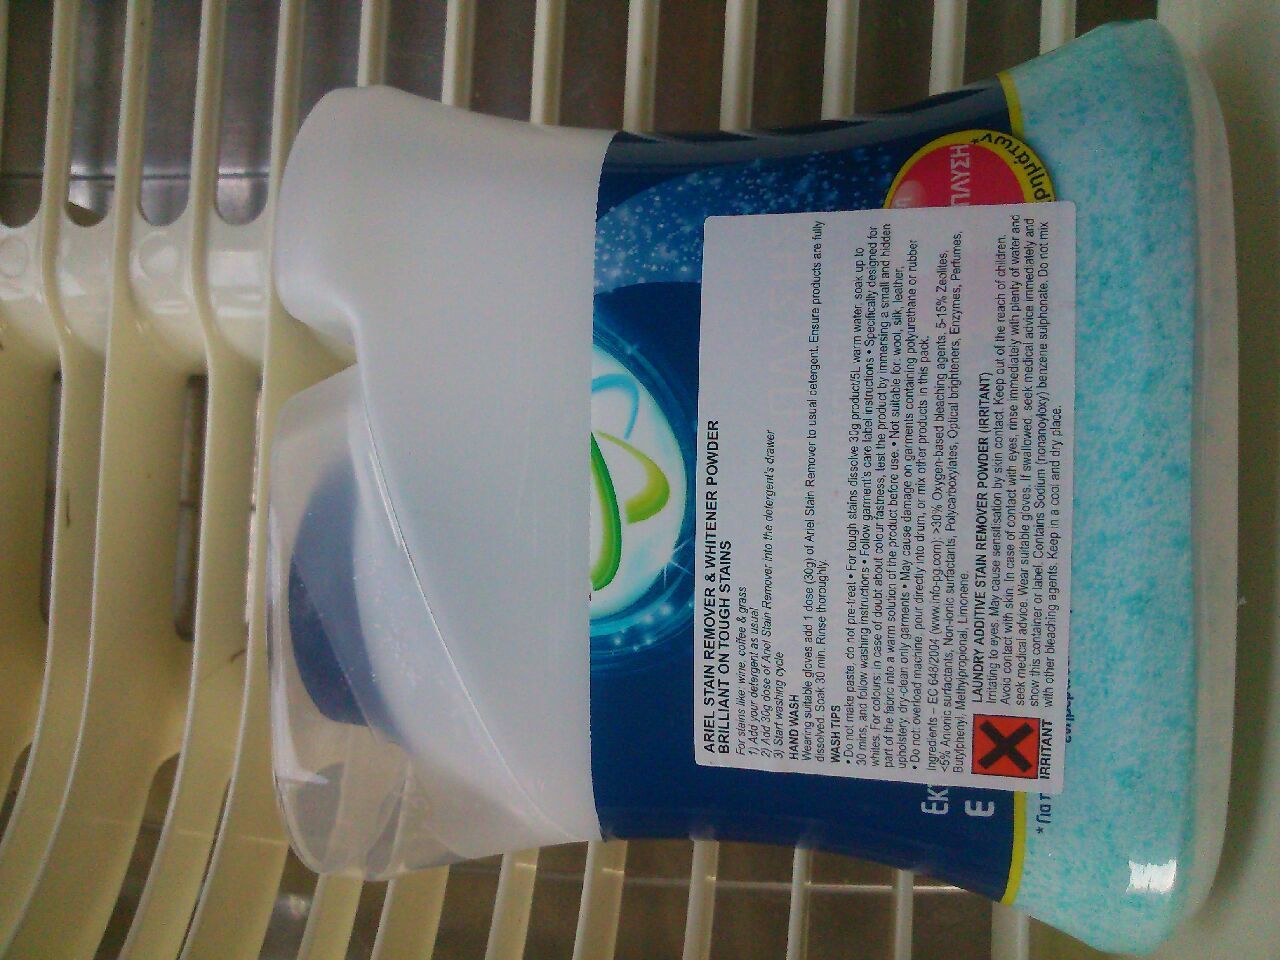 ARIEL STAIN REMOVER & WHITENER POWDER
BRILLIANT ON TOUGH STAINS
For stains like: wine, coffee & grass
1) Add your detergent as usual
2) Add 30g dose of Ariel Stain Remover into the detergent's drawer
3) Start washing cycle
HAND WASH
Wearing suitable gloves add 1 dose (30g) of Ariel Stain Remover to usual detergent. Ensure products are fully
dissolved. Soak 30 min. Rinse thoroughly.
WASH TIPS
• Do not make paste, do not pre-treat • For tough stains dissolve 30g product/5L warm water, soak up to
30 mins, and follow washing instructions • Follow garment's care label instructions • Specifically designed for
whites. For colours: in case of doubt about colour fastness, test the product by immersing a small and hidden
part of the fabric into a warm solution of the product before use. • Not suitable for: wool, silk, leather,
upholstery, dry-clean only garments • May cause damage on garments containing polyurethane or rubber
• Do not: overload machine, pour directly into drum, or mix other products in this pack.
Ingredients – EC 648/2004 (www.info-pg.com): >30% Oxygen-based bleaching agents, 5-15% Zeolites,
<5% Anionic surfactants, Non-ionic surfactants, Polycarboxylates, Optical brighteners, Enzymes, Perfumes,
Butylphenyl Methylpropional, Limonene.
LAUNDRY ADDITIVE STAIN REMOVER POWDER (IRRITANT)
Irritating to eyes. May cause sensitisation by skin contact. Keep out of the reach of children.
Avoid contact with skin. In case of contact with eyes, rinse immediately with plenty of water and
seek medical advice. Wear suitable gloves. If swallowed, seek medical advice immediately and
show this container or label. Contains Sodium (nonanoyloxy) benzene sulphonate. Do not mix
with other bleaching agents. Keep in a cool and dry place.
IRRITANT
ΠΛΥΣΗ
Εκ
Ε
* Για τ